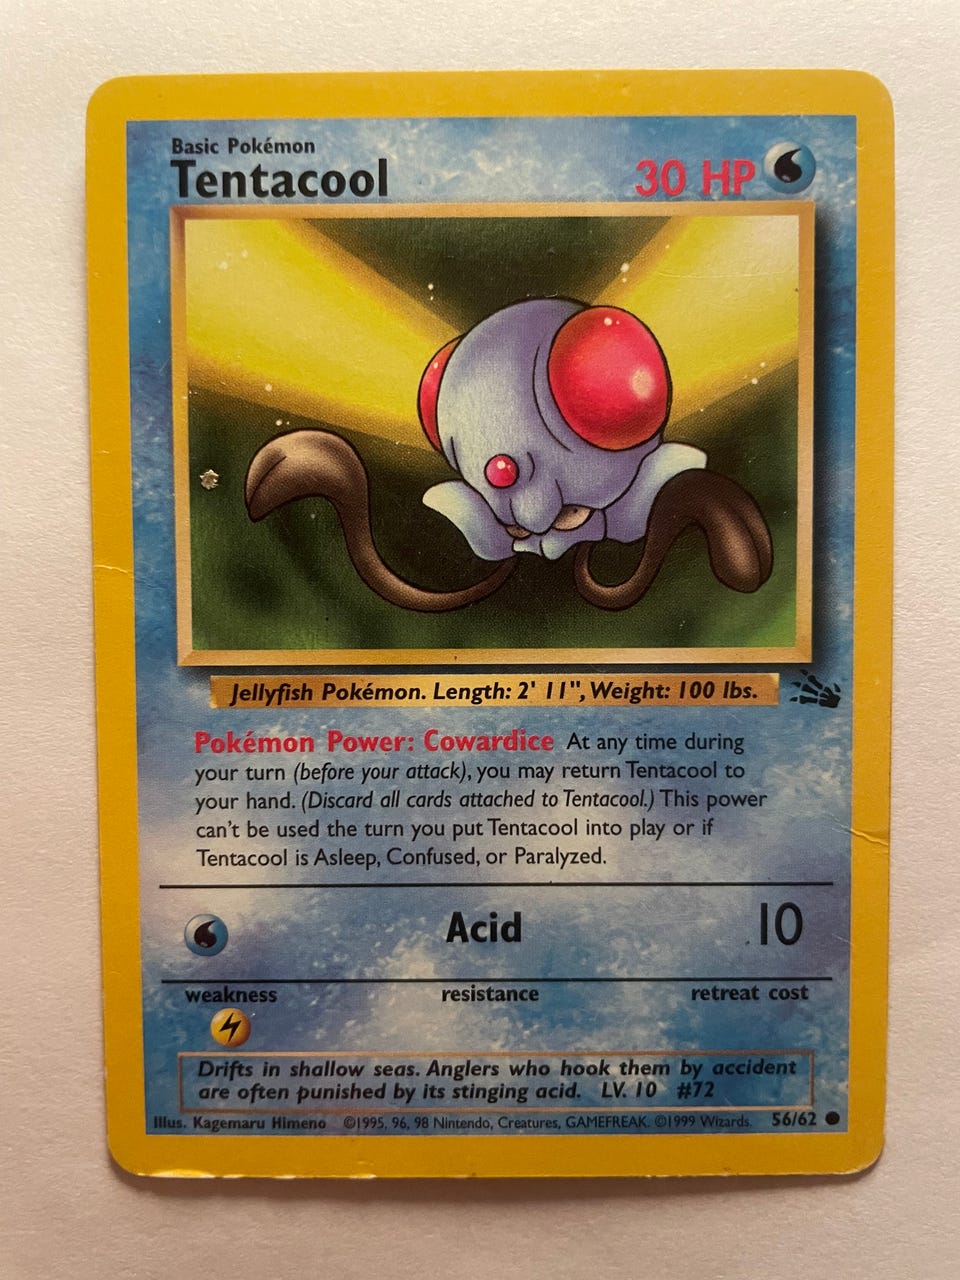 Basic Pokémon
Tentacool
30 HP
Jellyfish Pokémon. Length: 2' 11", Weight: 100 lbs.
Pokémon Power: Cowardice At any time during
your turn (before your attack), you may return Tentacool to
your hand. (Discard all cards attached to Tentacool.) This power
can't be used the turn you put Tentacool into play or if
Tentacool is Asleep, Confused, or Paralyzed.
Acid 10
weakness resistance retreat cost
Drifts in shallow seas. Anglers who hook them by accident
are often punished by its stinging acid. LV. 10 #72
Illus. Kagemaru Himeno ©1995, 96, 98 Nintendo, Creatures, GAMEFREAK. ©1999 Wizards. 56/62